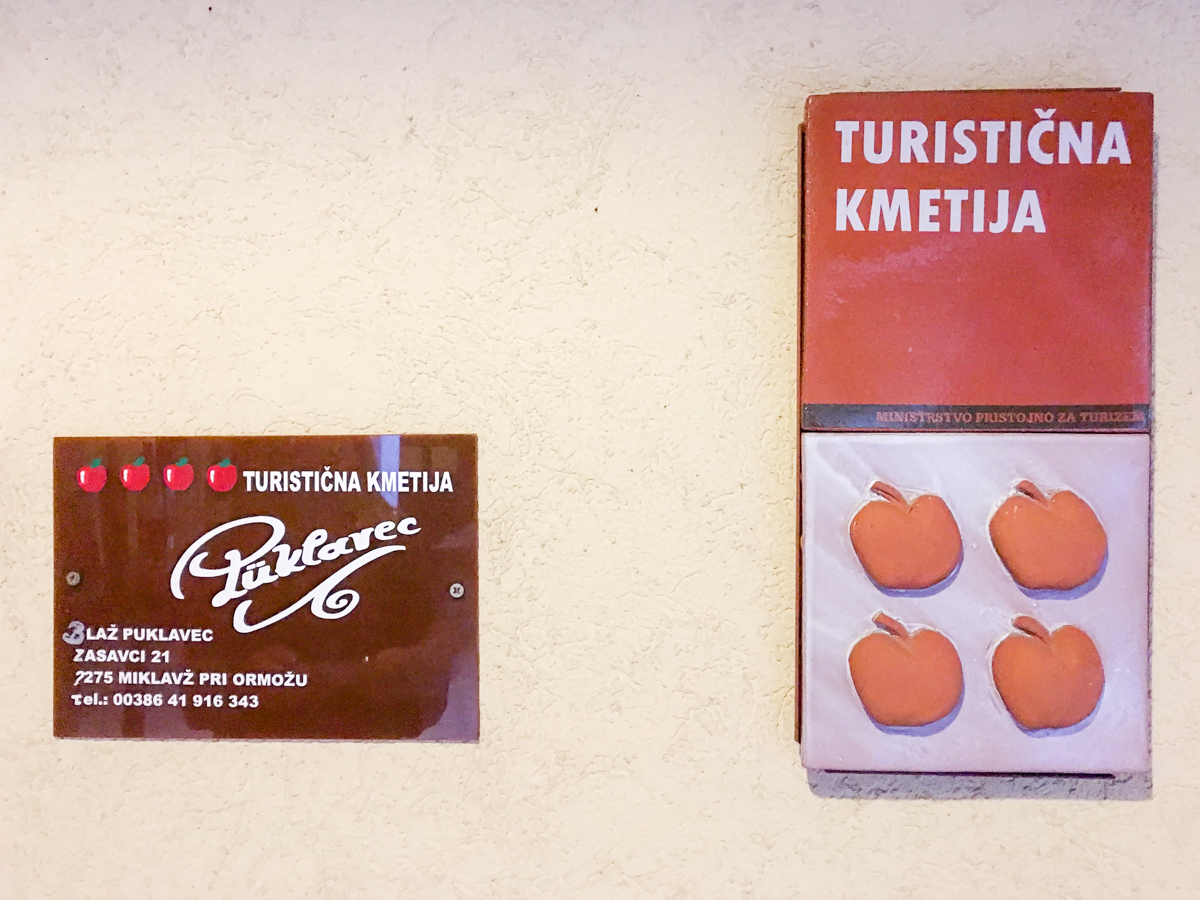 TURISTIČNA KMETIJA
Püklavec
BLAŽ PUKLAVEC
ZASAVCI 21
2275 MIKLAVŽ PRI ORMOŽU
Tel.: 00386 41 916 343
TURISTIČNA
KMETIJA
MINISTRSTVO PRISTOJNO ZA TURIZEM